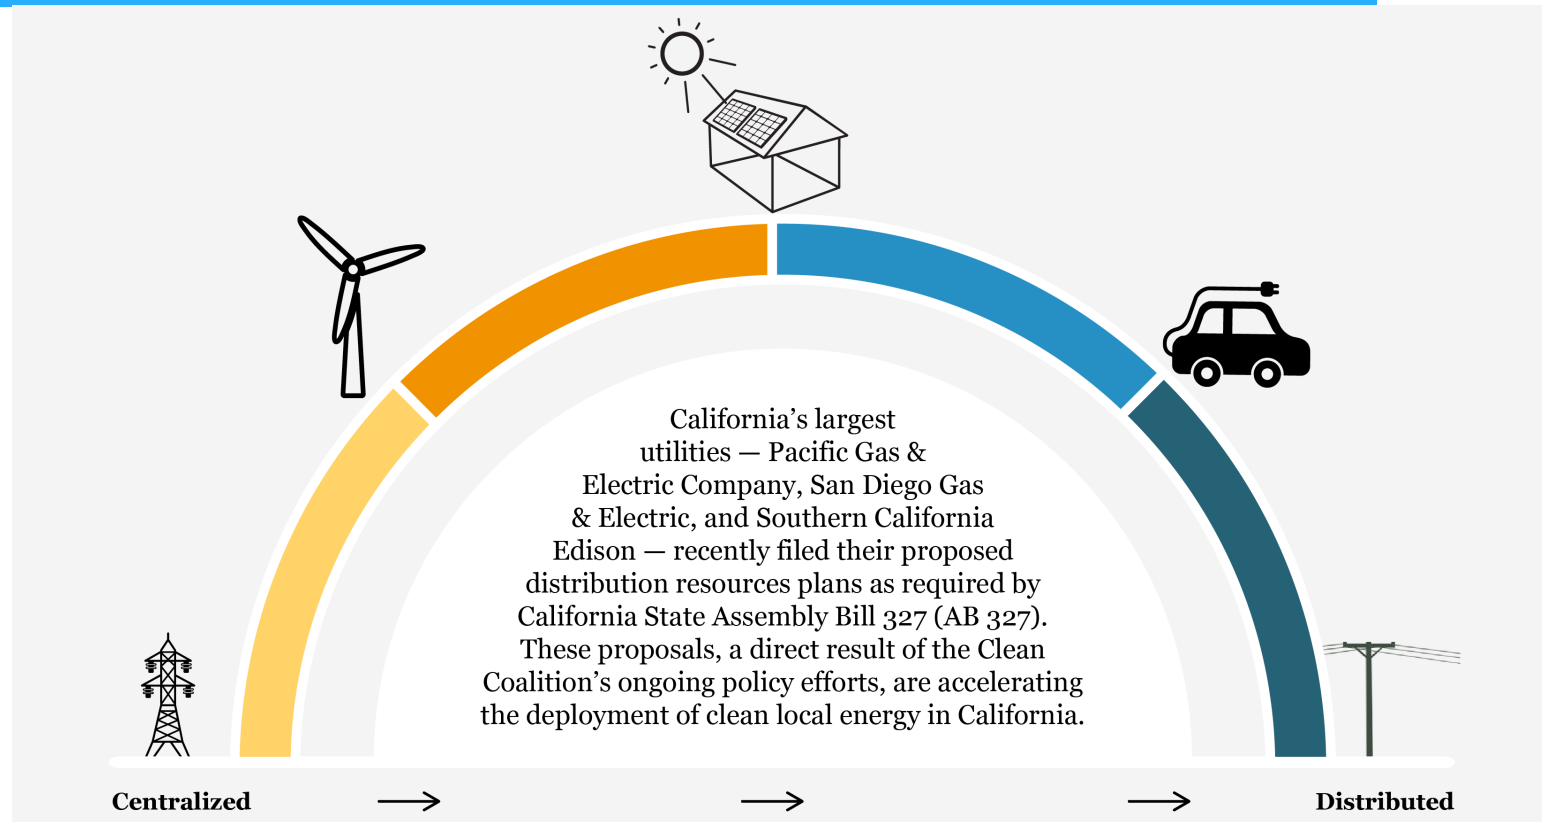 California’s largest
utilities — Pacific Gas &
Electric Company, San Diego Gas
& Electric, and Southern California
Edison — recently filed their proposed
distribution resources plans as required by
California State Assembly Bill 327 (AB 327).
These proposals, a direct result of the Clean
Coalition’s ongoing policy efforts, are accelerating
the deployment of clean local energy in California.
Centralized
Distributed